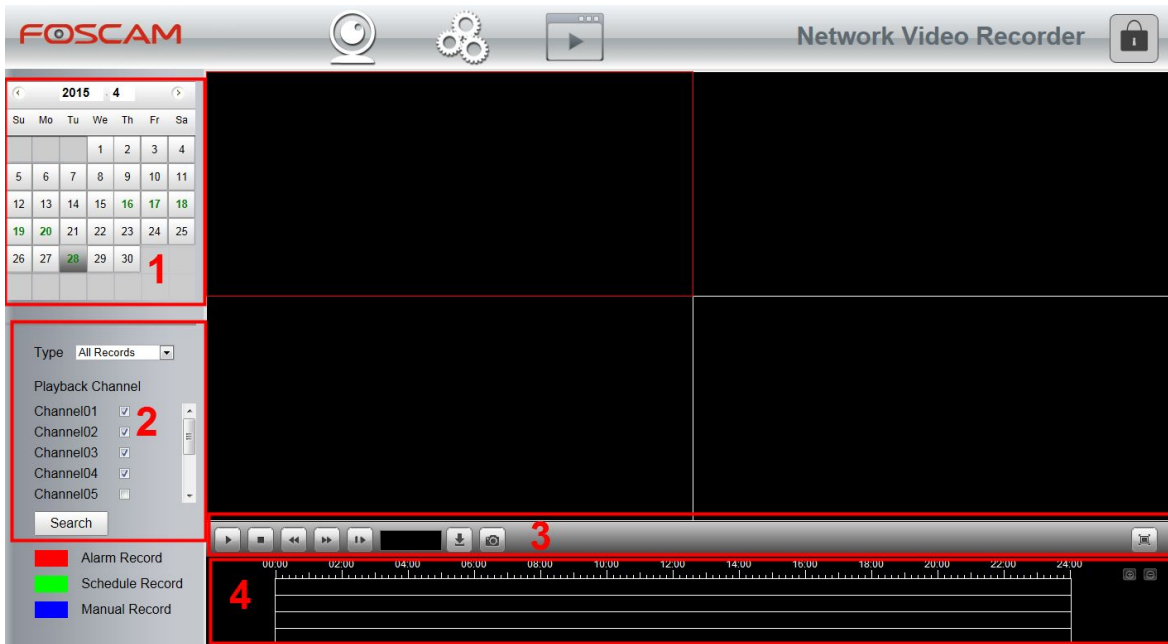 FOSCAM
Network Video Recorder
2015 . 4
Su Mo Tu We Th Fr Sa
1 2 3 4
5 6 7 8 9 10 11
12 13 14 15 16 17 18
19 20 21 22 23 24 25
26 27 28 29 30
1
Type All Records
Playback Channel
Channel01
2
Channel02
Channel03
Channel04
Channel05
Search
3
Alarm Record
Schedule Record
Manual Record
00:00 02:00 04:00 06:00 08:00 10:00 12:00 14:00 16:00 18:00 20:00 22:00 24:00
4